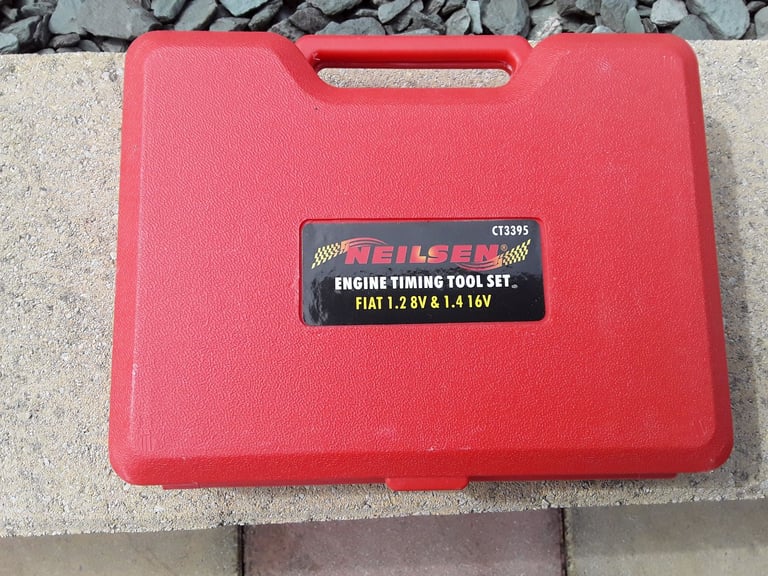 CT3395
NEILSEN®
ENGINE TIMING TOOL SET
FIAT 1.2 8V & 1.4 16V